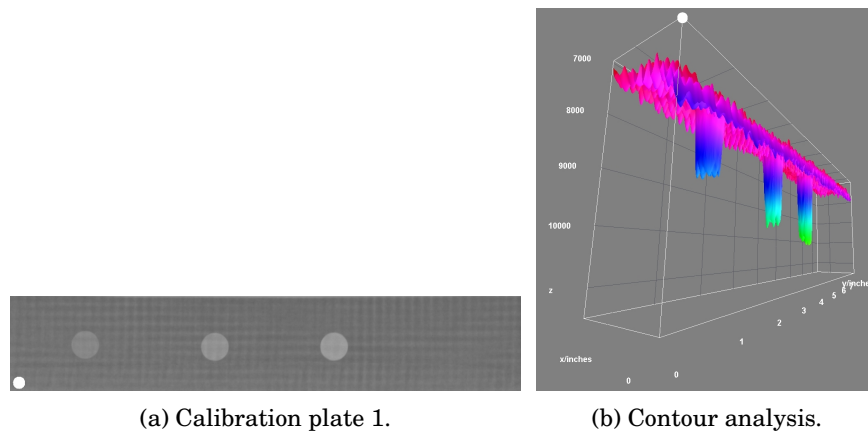 7000
8000
9000
10000
z
x/inches
0
0
1
2
3
4
5
6
7
y/inches
(a) Calibration plate 1.
(b) Contour analysis.